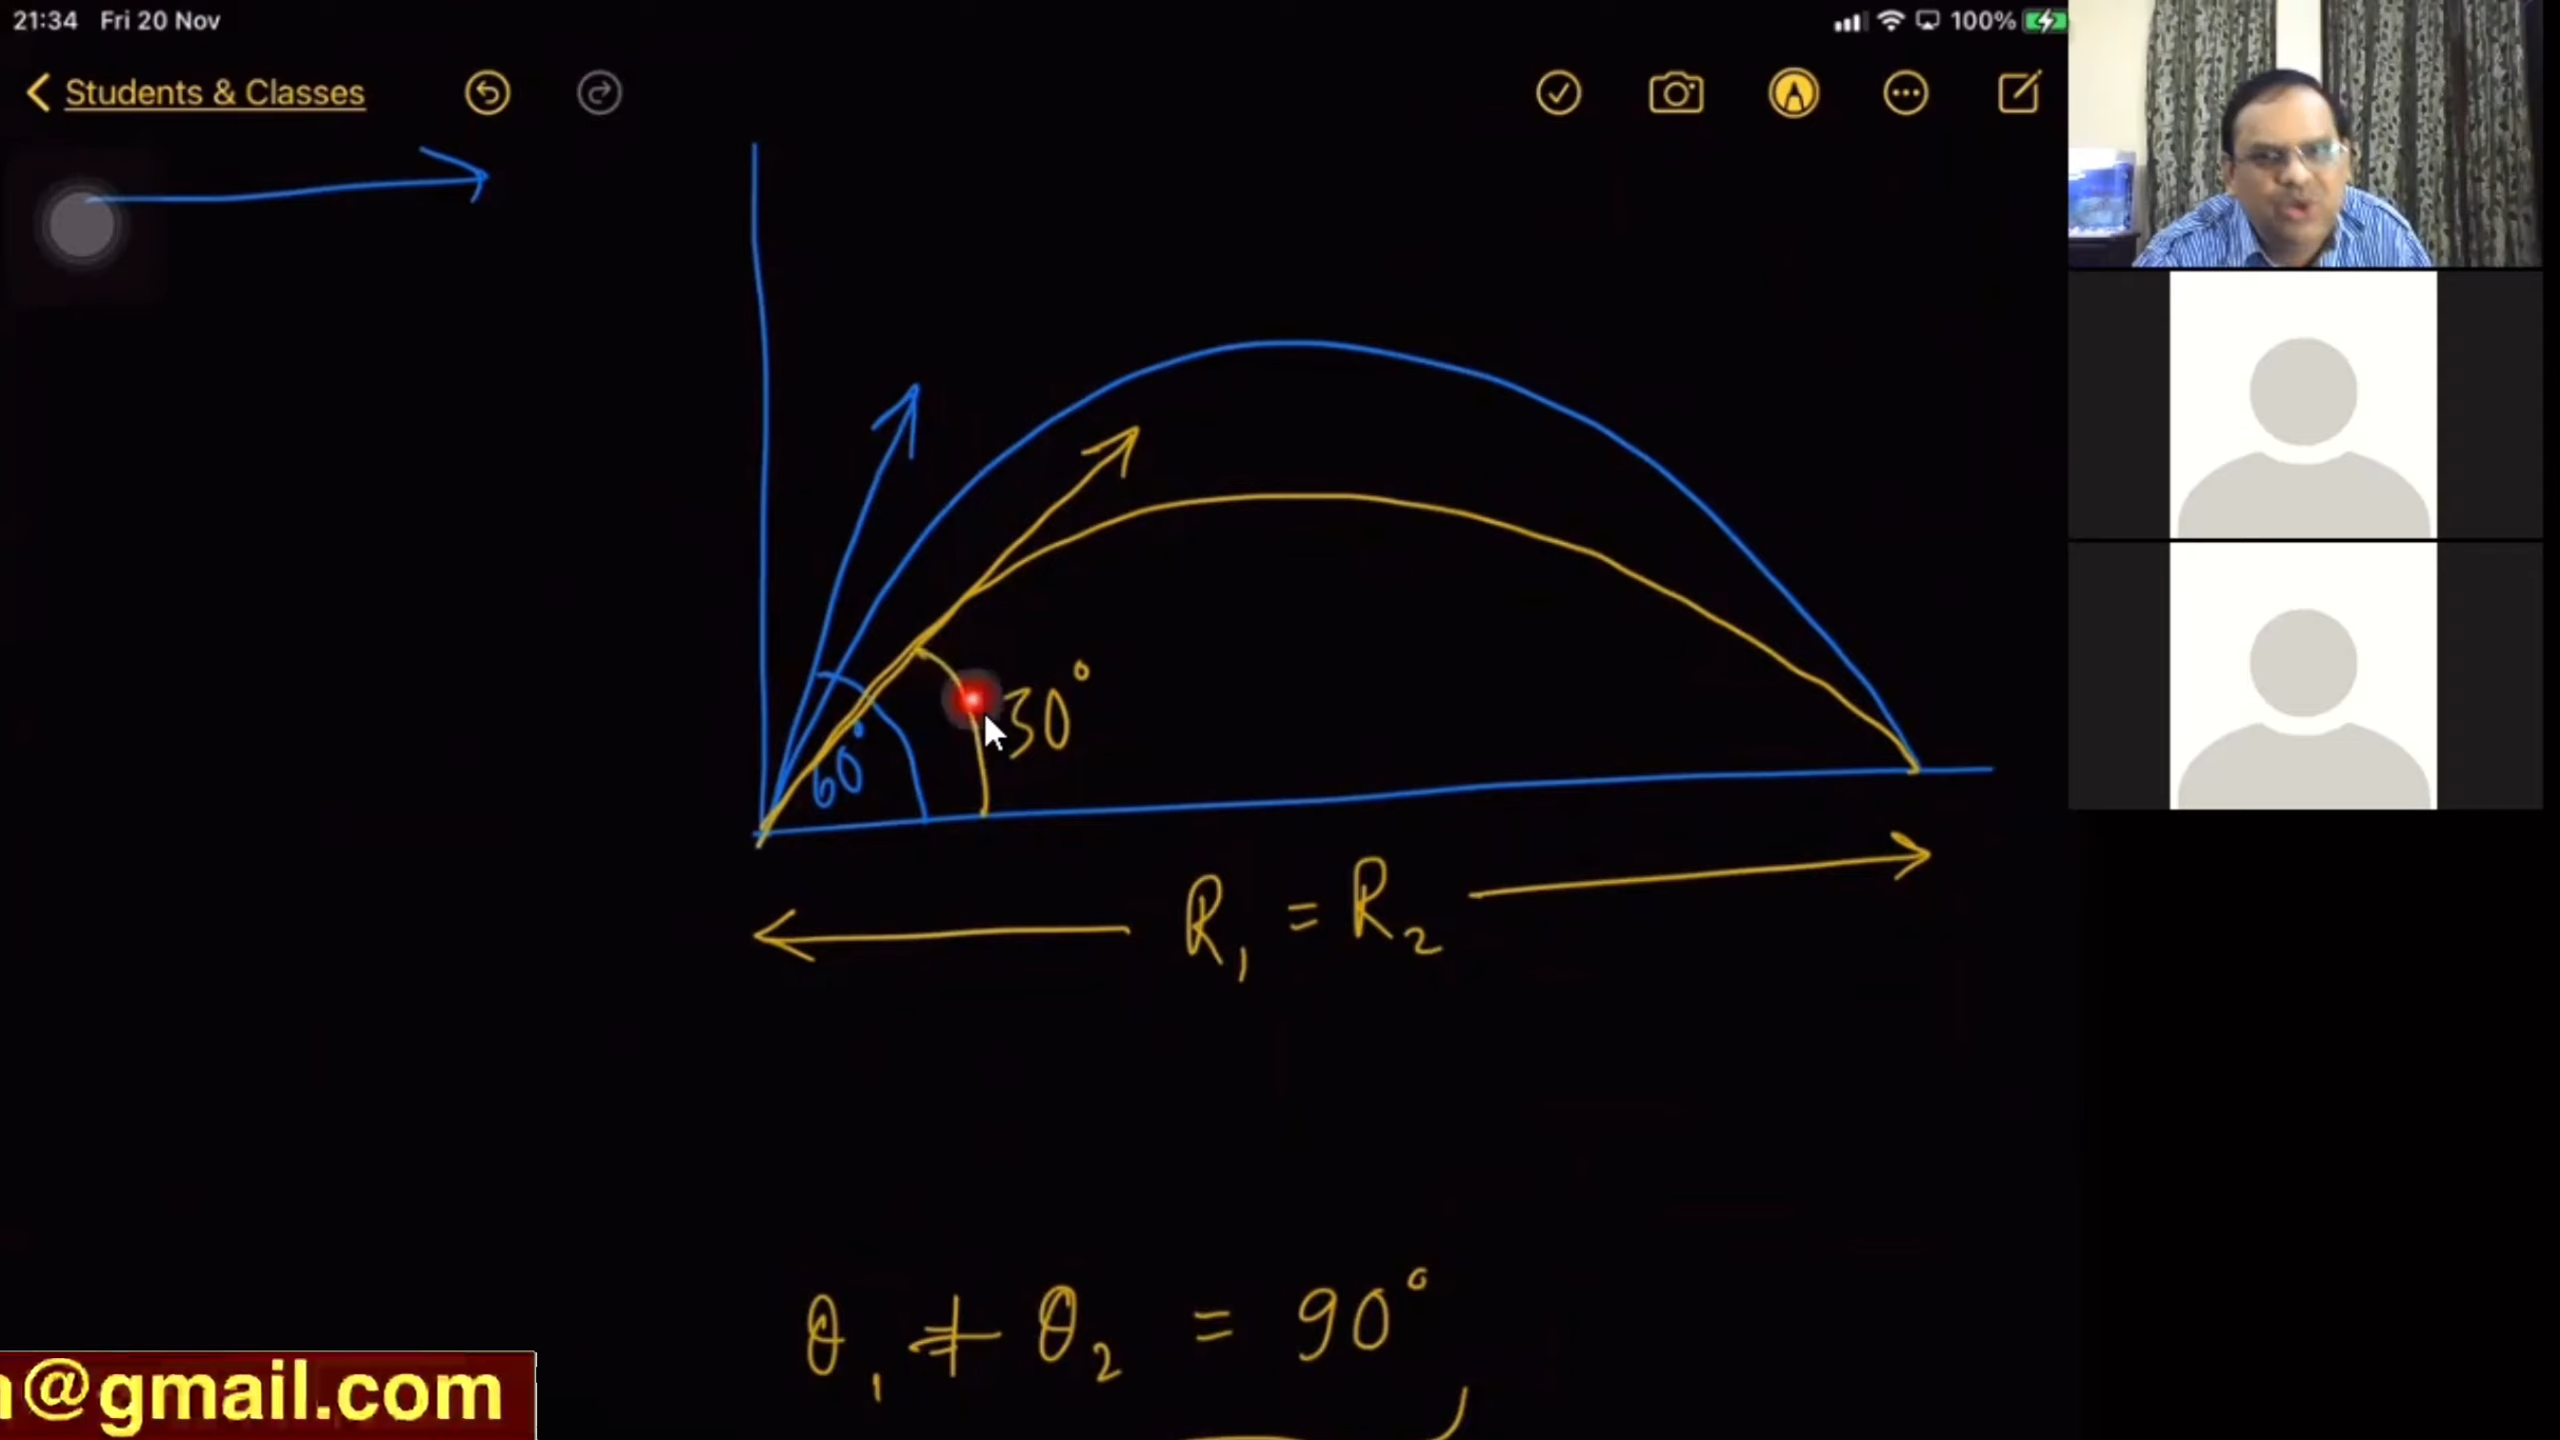 21:34 Fri 20 Nov
100%
Students & Classes
30°
60°
R₁ = R₂
θ₁ + θ₂ = 90°
@gmail.com